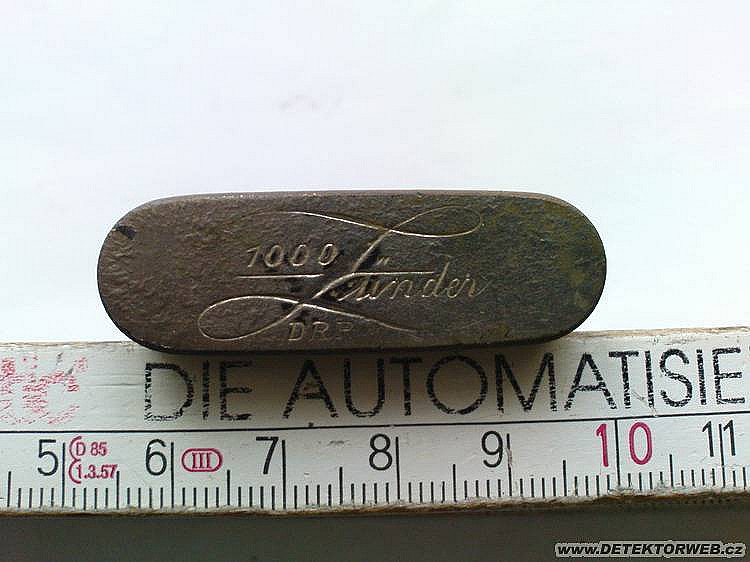 1000
Zünder
DRP
DIE AUTOMATISIE
5 6 7 8 9 10 11
D 85
1.3.57
III
www.DETEKTORWEB.cz